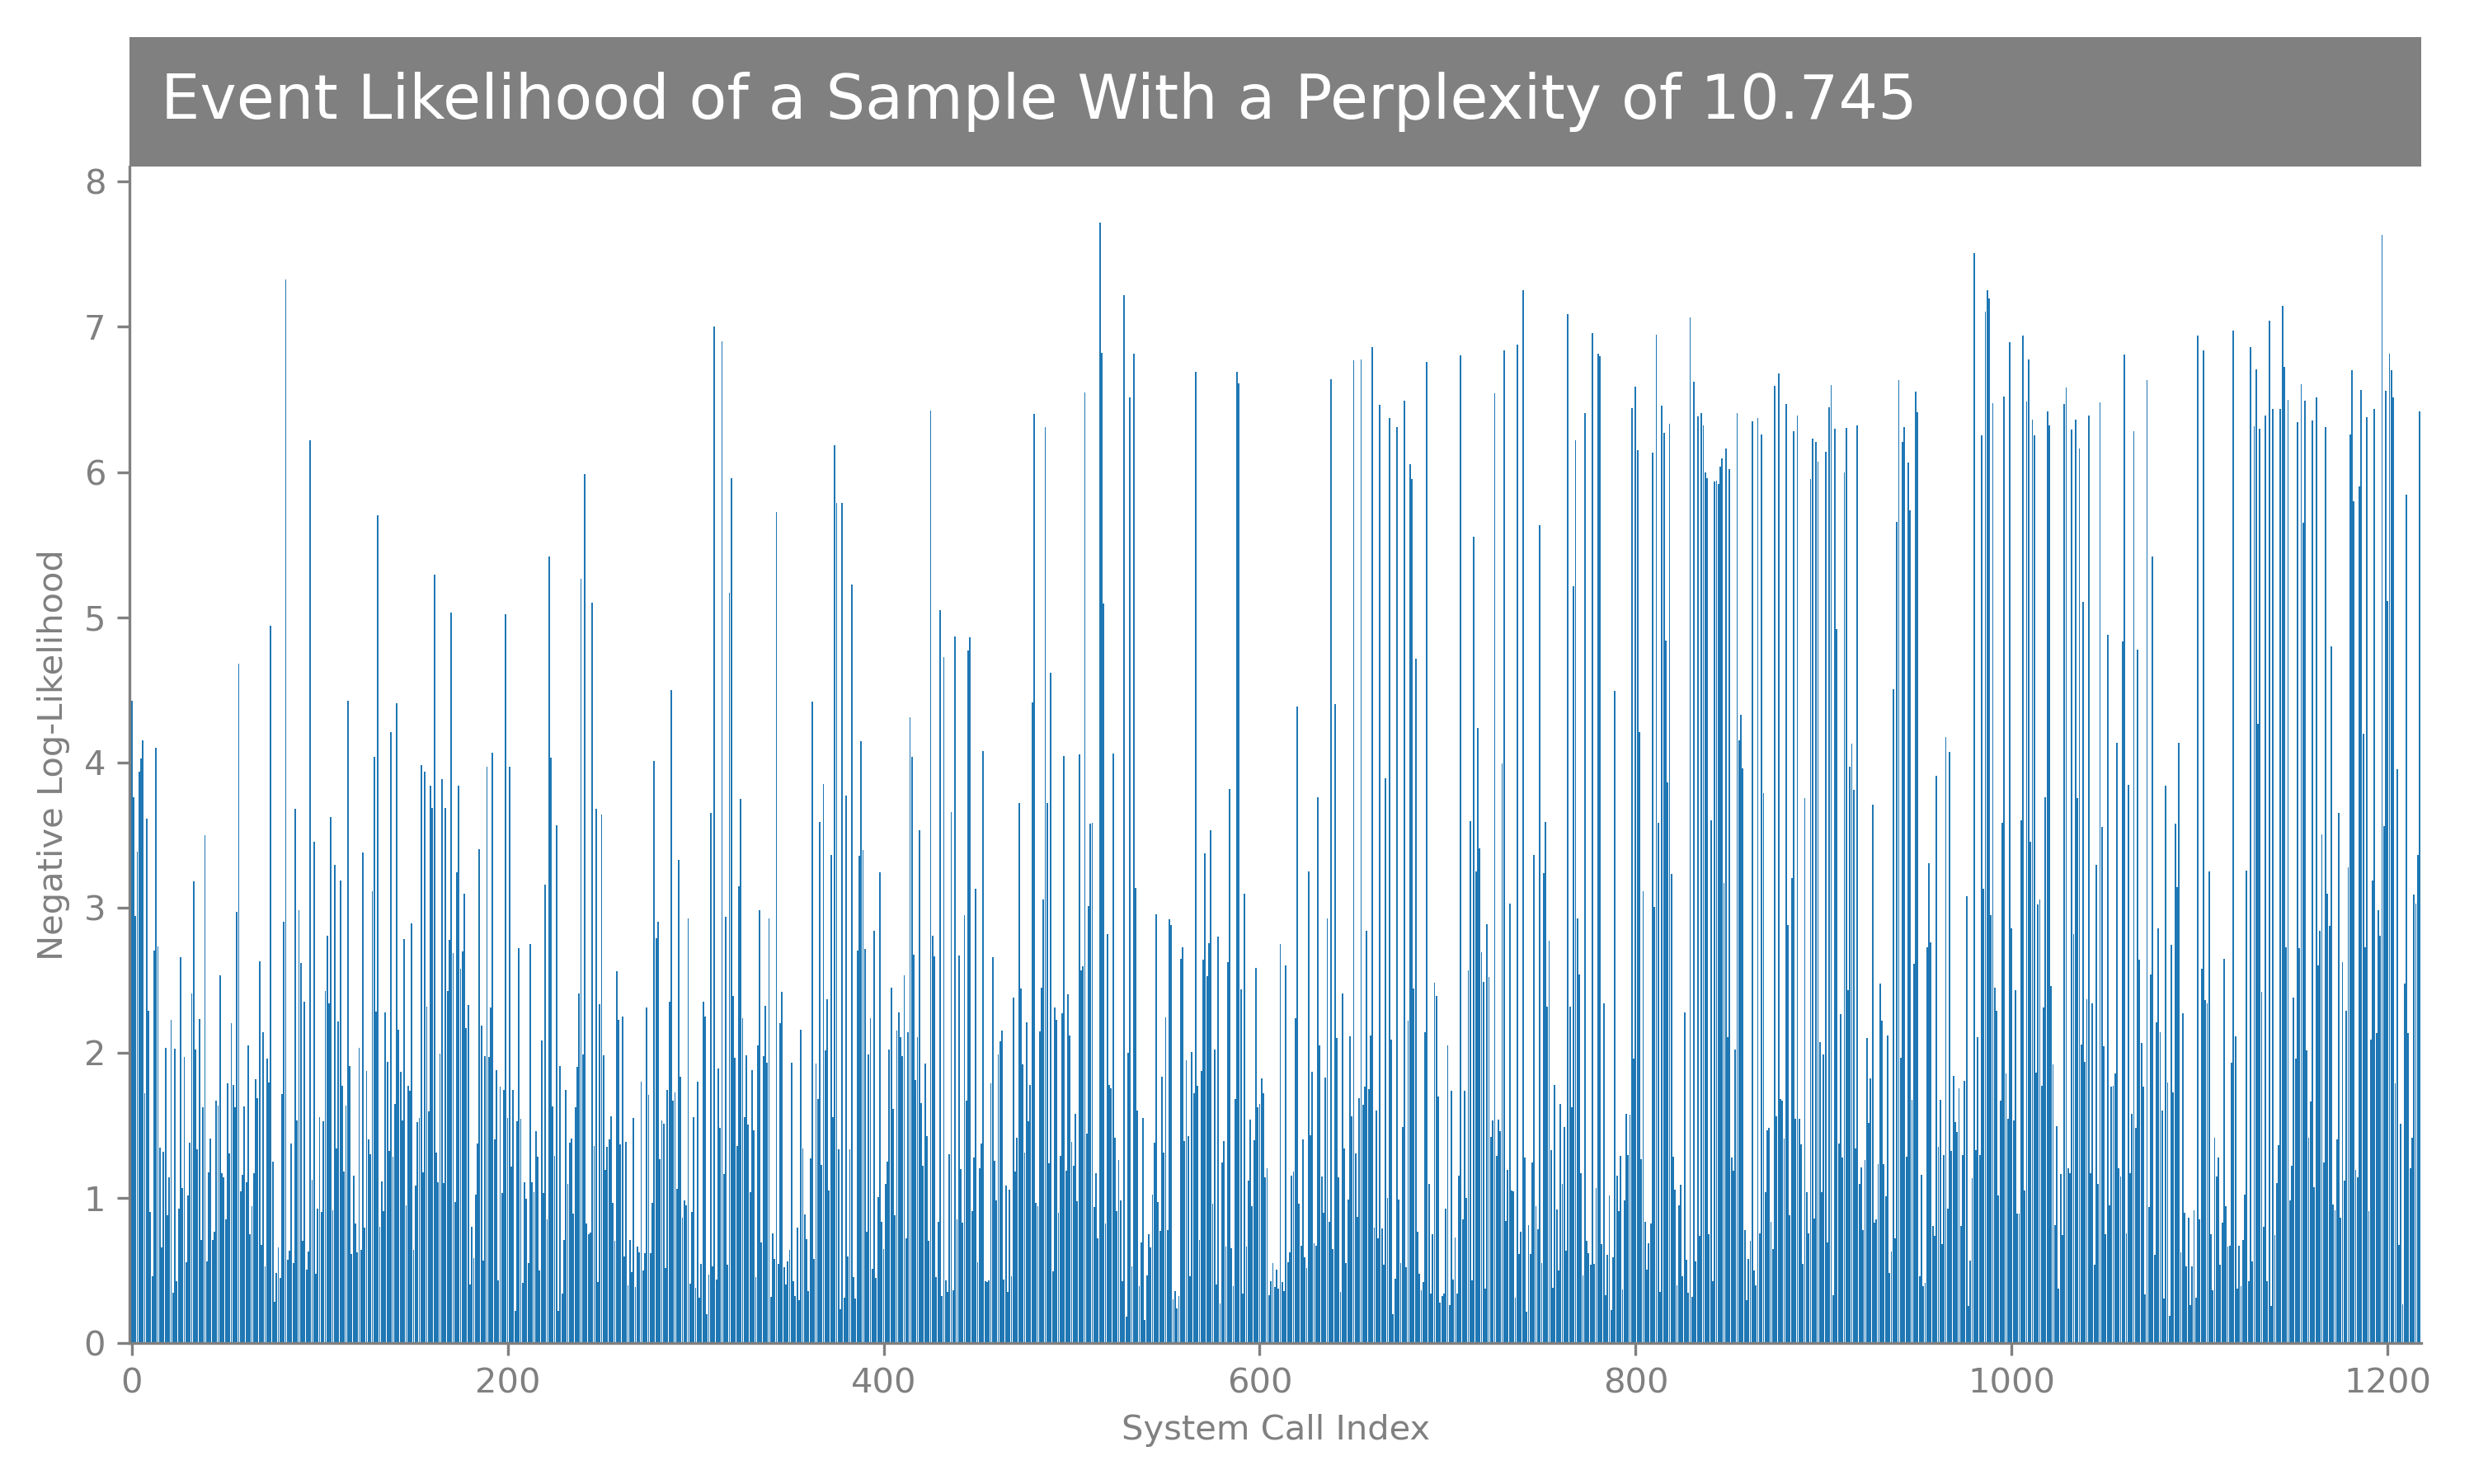 Event Likelihood of a Sample With a Perplexity of 10.745
8
7
6
5
4
3
2
1
0
Negative Log-Likelihood
0 200 400 600 800 1000 1200
System Call Index